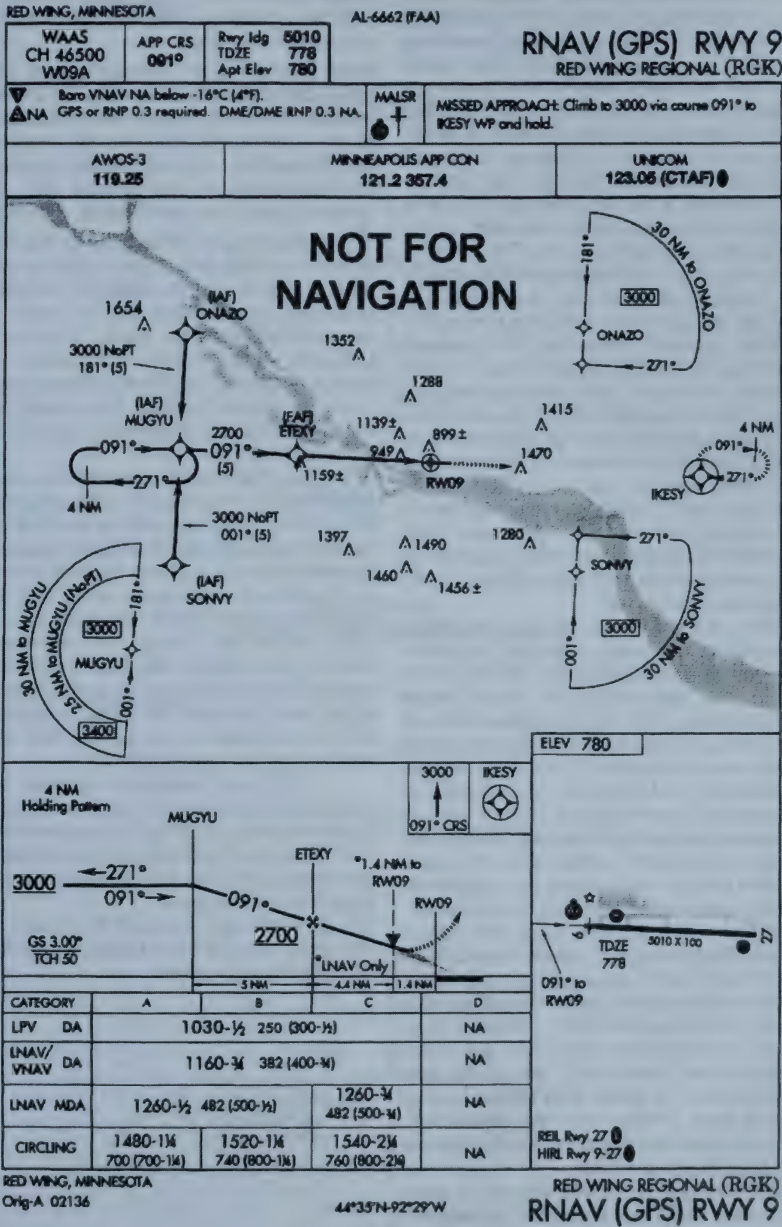 RED WING, MINNESOTA
AL-6662 (FAA)
WAAS
CH 46500
W09A
APP CRS
091°
Rwy ldg 5010
TDZE 778
Apt Elev 780
RNAV (GPS) RWY 9
RED WING REGIONAL (RGK)
Baro VNAV NA below -16°C (4°F).
NA GPS or RNP 0.3 required. DME/DME RNP 0.3 NA.
MALSR
MISSED APPROACH: Climb to 3000 via course 091° to
IKESY WP and hold.
AWOS-3
119.25
MINNEAPOLIS APP CON
121.2 357.4
UNICOM
123.05 (CTAF)
NOT FOR
NAVIGATION
30 NM to ONAZO
181°
3000
ONAZO
271°
1654
(IAF)
ONAZO
3000 NoPT
181° (5)
1352
1288
(IAF)
MUGYU
2700
091°
(5)
(FAF)
ETEXY
1139±
899±
949
1415
1470
4 NM
091°
271°
IKESY
091°
271°
4 NM
1159±
RW09
3000 NoPT
001° (5)
1397
1490
1280
1460
1456±
(IAF)
SONVY
271°
SONVY
3000
001°
30 NM to SONVY
30 NM to MUGYU
25 NM to MUGYU (NoPT)
181°
3000
MUGYU
001°
3400
4 NM
Holding Pattern
MUGYU
3000
091° CRS
IKESY
ELEV 780
ETEXY
*1.4 NM to
RW09
RW09
3000
271°
091°
091°
2700
GS 3.00°
TCH 50
*LNAV Only
5 NM
4.4 NM
1.4 NM
9
27
TDZE
778
5010 X 100
091° to
RW09
CATEGORY A B C D
LPV DA 1030-½ 250 (300-½) NA
LNAV/
VNAV DA 1160-¾ 382 (400-¾) NA
LNAV MDA 1260-½ 482 (500-½) 1260-¾
482 (500-¾) NA
CIRCLING 1480-1¼
700 (700-1¼) 1520-1¼
740 (800-1¼) 1540-2¼
760 (800-2¼) NA
REIL Rwy 27
HIRL Rwy 9-27
RED WING, MINNESOTA
Orig-A 02136
44°35'N-92°29'W
RED WING REGIONAL (RGK)
RNAV (GPS) RWY 9